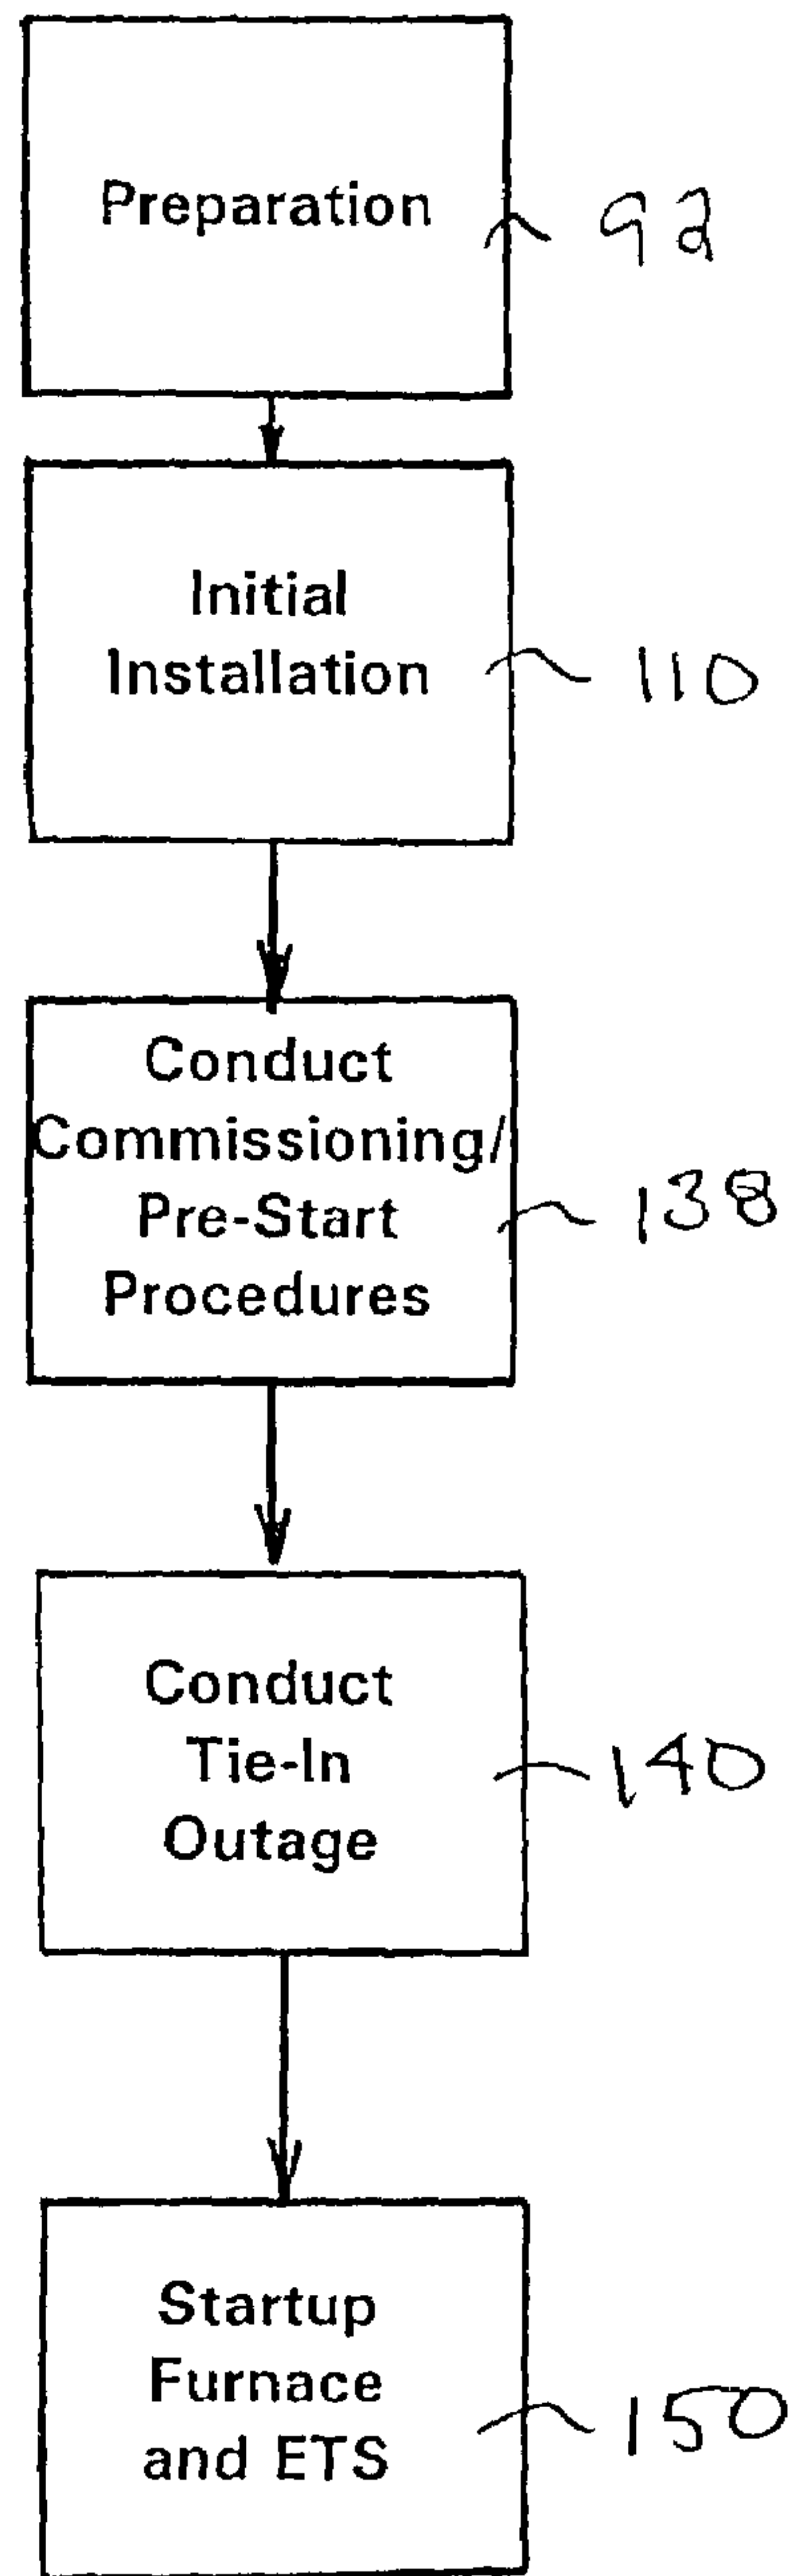 Preparation
92
Initial
Installation
110
Conduct
Commissioning/
Pre-Start
Procedures
138
Conduct
Tie-In
Outage
140
Startup
Furnace
and ETS
150